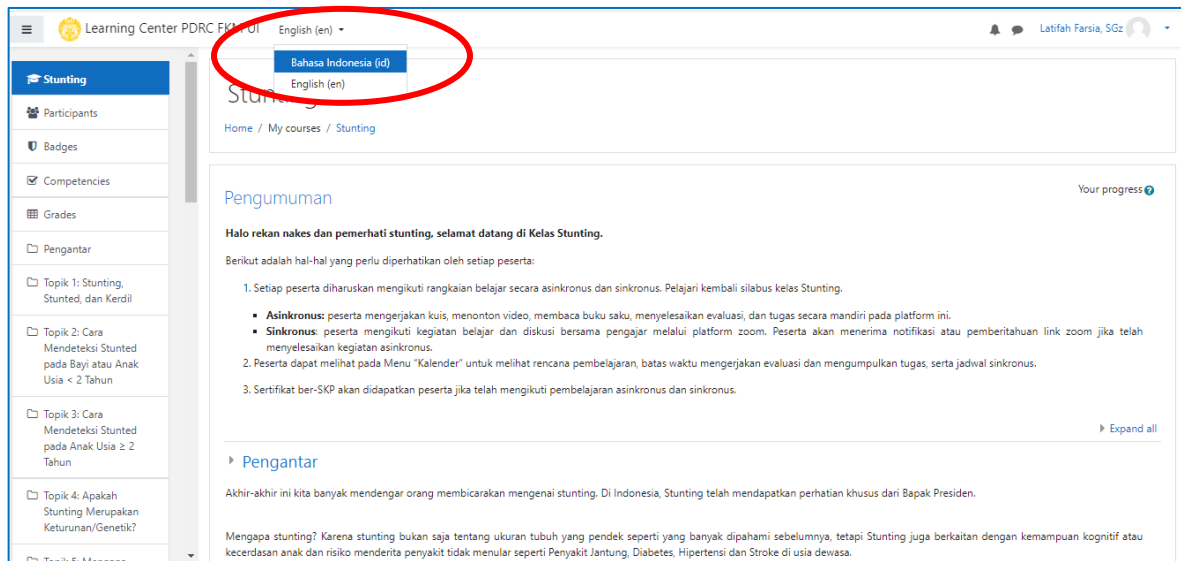 Learning Center PDRC FKM UI English (en)
Latifah Farsia, SGz
Bahasa Indonesia (id)
English (en)
Stunting
Participants
Badges
Competencies
Grades
Pengantar
Topik 1: Stunting,
Stunted, dan Kerdil
Topik 2: Cara
Mendeteksi Stunted
pada Bayi atau Anak
Usia < 2 Tahun
Topik 3: Cara
Mendeteksi Stunted
pada Anak Usia ≥ 2
Tahun
Topik 4: Apakah
Stunting Merupakan
Keturunan/Genetik?
Home / My courses / Stunting
Your progress
Pengumuman
Halo rekan nakes dan pemerhati stunting, selamat datang di Kelas Stunting.
Berikut adalah hal-hal yang perlu diperhatikan oleh setiap peserta:
1. Setiap peserta diharuskan mengikuti rangkaian belajar secara asinkronus dan sinkronus. Pelajari kembali silabus kelas Stunting.
▪ Asinkronus: peserta mengerjakan kuis, menonton video, membaca buku saku, menyelesaikan evaluasi, dan tugas secara mandiri pada platform ini.
▪ Sinkronus: peserta mengikuti kegiatan belajar dan diskusi bersama pengajar melalui platform zoom. Peserta akan menerima notifikasi atau pemberitahuan link zoom jika telah
menyelesaikan kegiatan asinkronus.
2. Peserta dapat melihat pada Menu "Kalender" untuk melihat rencana pembelajaran, batas waktu mengerjakan evaluasi dan mengumpulkan tugas, serta jadwal sinkronus.
3. Sertifikat ber-SKP akan didapatkan peserta jika telah mengikuti pembelajaran asinkronus dan sinkronus.
Expand all
Pengantar
Akhir-akhir ini kita banyak mendengar orang membicarakan mengenai stunting. Di Indonesia, Stunting telah mendapatkan perhatian khusus dari Bapak Presiden.
Mengapa stunting? Karena stunting bukan saja tentang ukuran tubuh yang pendek seperti yang banyak dipahami sebelumnya, tetapi Stunting juga berkaitan dengan kemampuan kognitif atau
kecerdasan anak dan risiko menderita penyakit tidak menular seperti Penyakit Jantung, Diabetes, Hipertensi dan Stroke di usia dewasa.